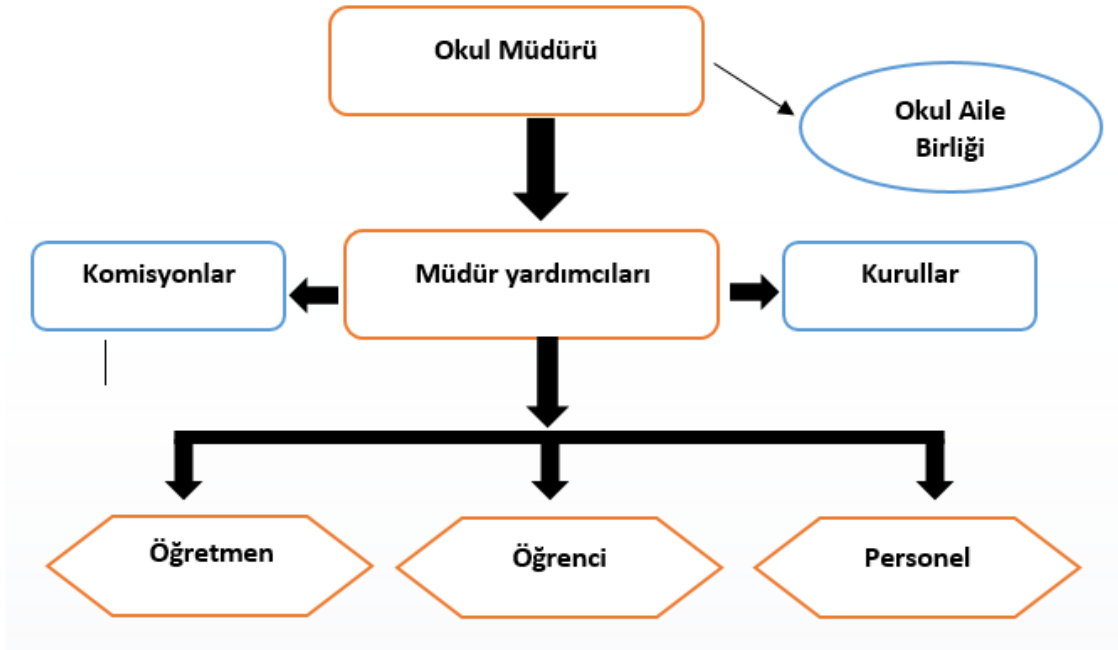 Okul Müdürü
Okul Aile
Birliği
Komisyonlar
Müdür yardımcıları
Kurullar
Öğretmen
Öğrenci
Personel